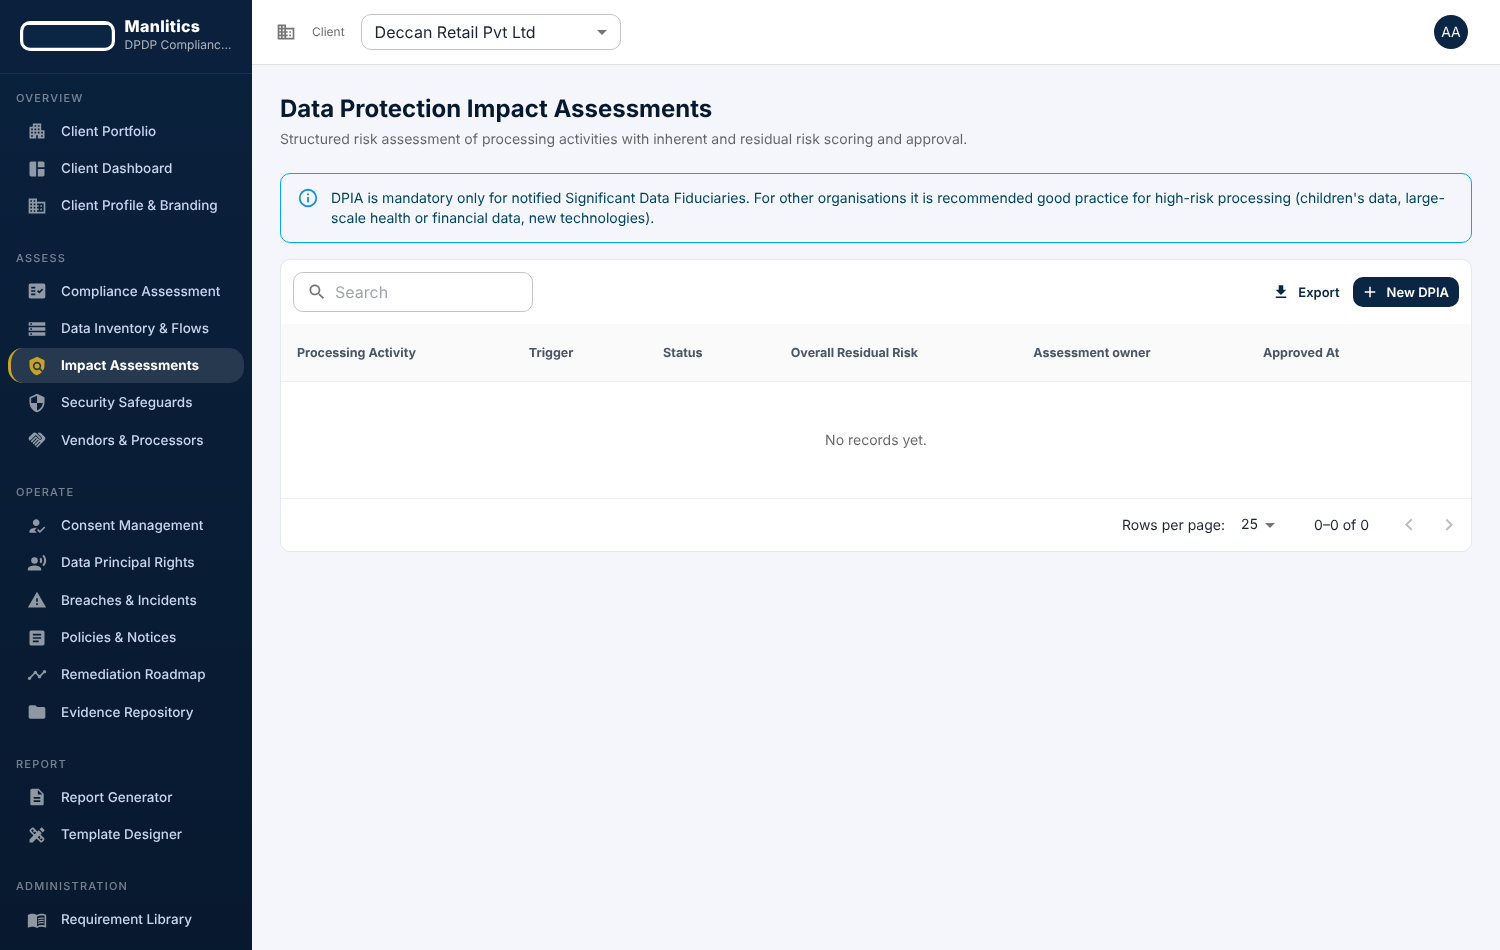 Manlitics
DPDP Complianc...
Client
Deccan Retail Pvt Ltd
AA
OVERVIEW
Client Portfolio
Client Dashboard
Client Profile & Branding
ASSESS
Compliance Assessment
Data Inventory & Flows
Impact Assessments
Security Safeguards
Vendors & Processors
OPERATE
Consent Management
Data Principal Rights
Breaches & Incidents
Policies & Notices
Remediation Roadmap
Evidence Repository
REPORT
Report Generator
Template Designer
ADMINISTRATION
Requirement Library
Data Protection Impact Assessments
Structured risk assessment of processing activities with inherent and residual risk scoring and approval.
DPIA is mandatory only for notified Significant Data Fiduciaries. For other organisations it is recommended good practice for high-risk processing (children's data, large-
scale health or financial data, new technologies).
Search
Export
New DPIA
Processing Activity Trigger Status Overall Residual Risk Assessment owner Approved At
No records yet.
Rows per page: 25 0–0 of 0